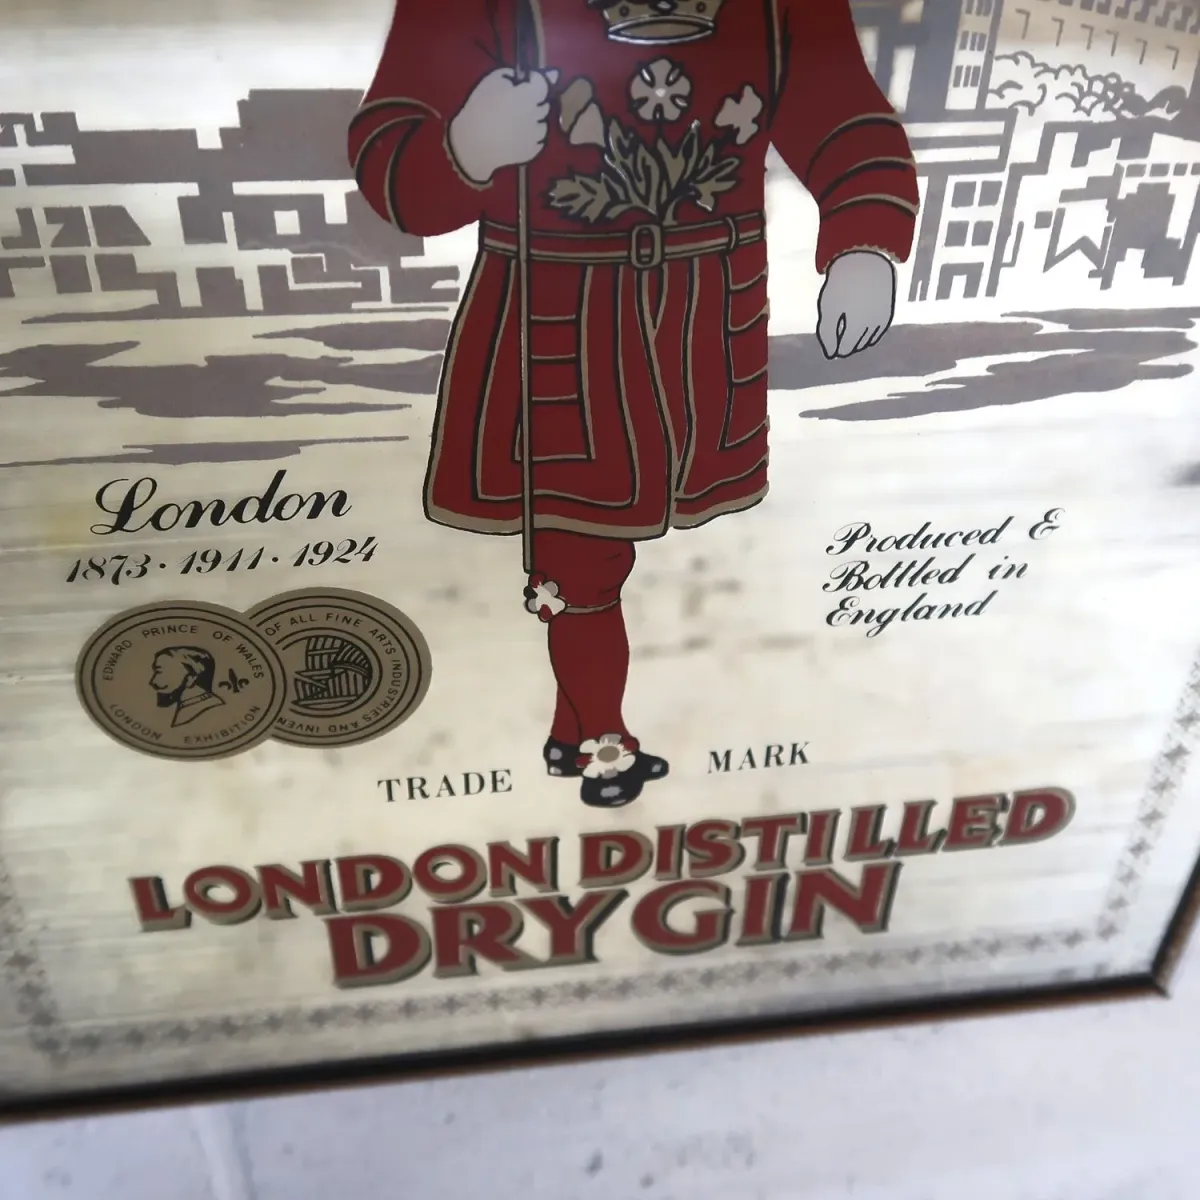 London
1873 · 1911 · 1924
Produced &
Bottled in
England
EDWARD PRINCE OF WALES
LONDON EXHIBITION
OF ALL FINE ARTS INDUSTRIES AND INVEN
TRADE MARK
LONDON DISTILLED
DRY GIN